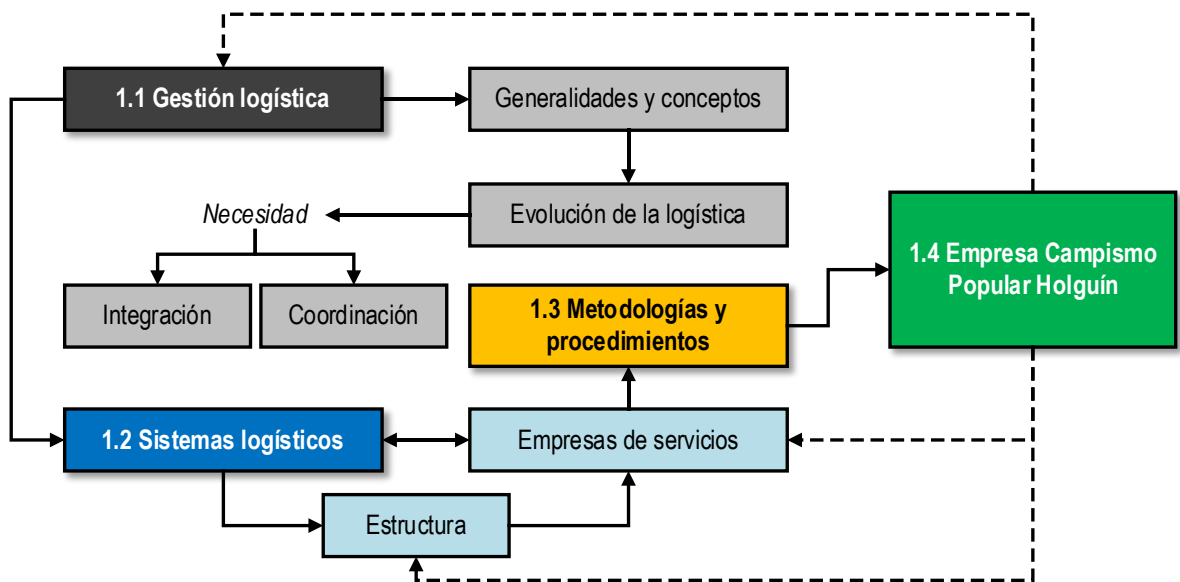 1.1 Gestión logística
Generalidades y conceptos
Necesidad
Evolución de la logística
1.4 Empresa Campismo
Popular Holguín
Integración
Coordinación
1.3 Metodologías y
procedimientos
1.2 Sistemas logísticos
Empresas de servicios
Estructura